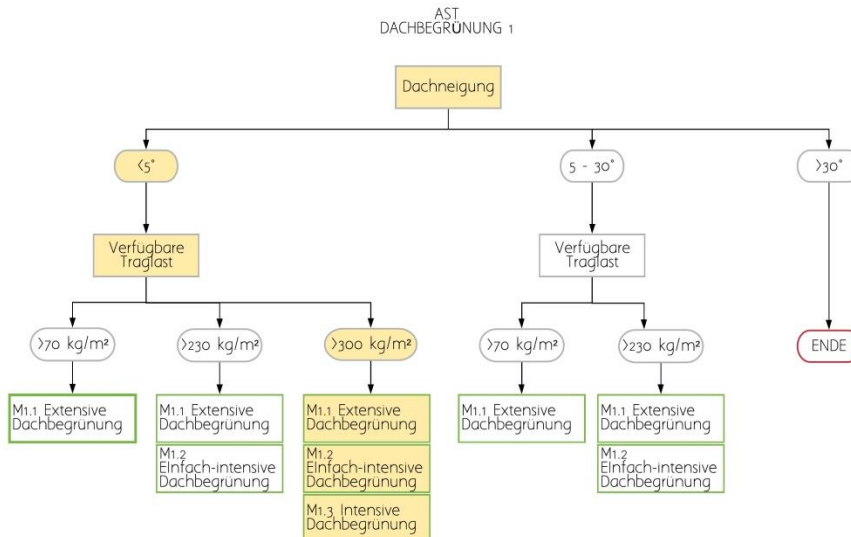 AST
DACHBEGRÜNUNG 1
Dachneigung
<5°
5 - 30°
>30°
Verfügbare
Traglast
Verfügbare
Traglast
>70 kg/m²
>230 kg/m²
>300 kg/m²
>70 kg/m²
>230 kg/m²
ENDE
M1.1 Extensive
Dachbegrünung
M1.1 Extensive
Dachbegrünung
M1.2
EInfach-intensive
Dachbegrünung
M1.1 Extensive
Dachbegrünung
M1.2
EInfach-intensive
Dachbegrünung
M1.3 Intensive
Dachbegrünung
M1.1 Extensive
Dachbegrünung
M1.1 Extensive
Dachbegrünung
M1.2
EInfach-intensive
Dachbegrünung